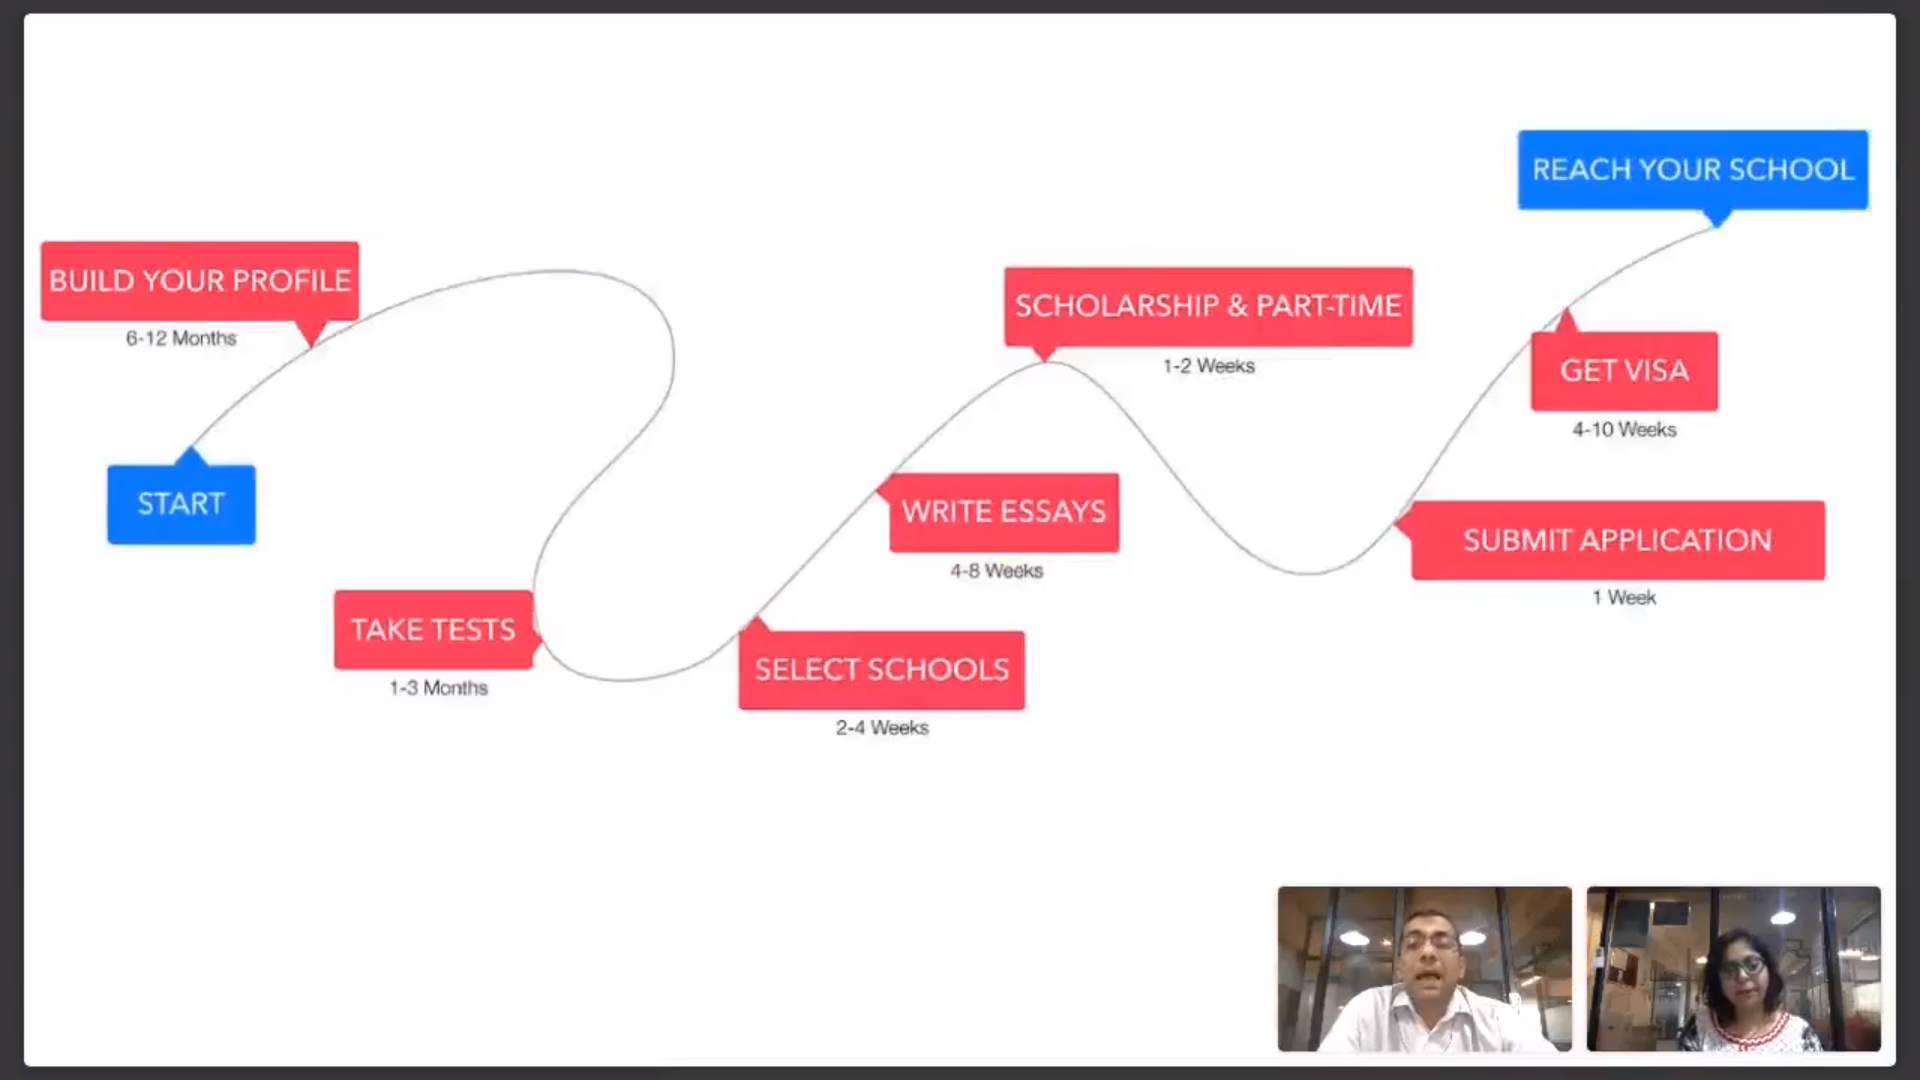 START
BUILD YOUR PROFILE
6-12 Months
TAKE TESTS
1-3 Months
SELECT SCHOOLS
2-4 Weeks
WRITE ESSAYS
4-8 Weeks
SCHOLARSHIP & PART-TIME
1-2 Weeks
SUBMIT APPLICATION
1 Week
GET VISA
4-10 Weeks
REACH YOUR SCHOOL